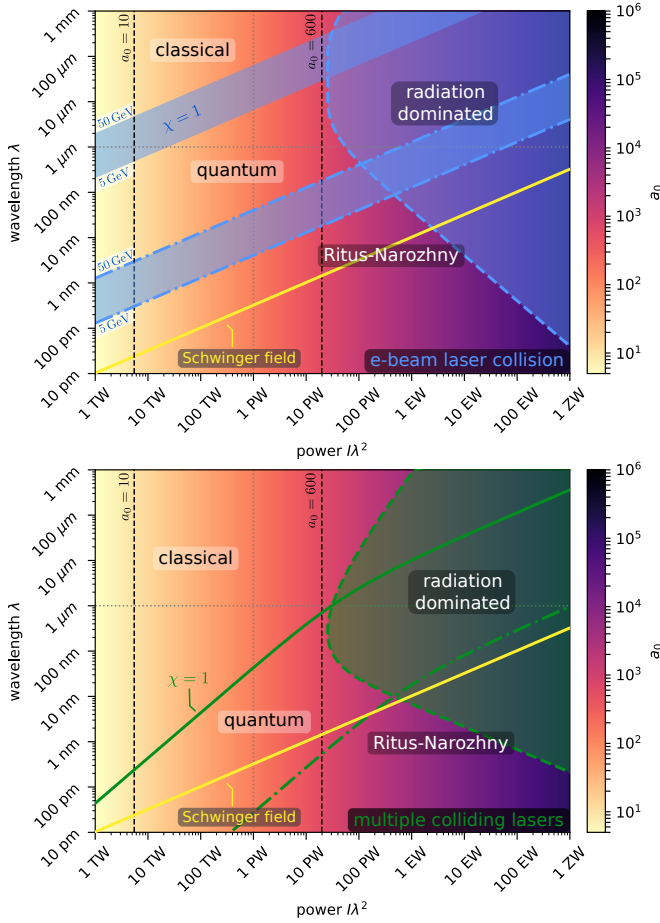 1 mm
100 μm
10 μm
1 μm
100 nm
10 nm
1 nm
100 pm
10 pm
wavelength λ
a₀ = 10
a₀ = 600
classical
50 GeV
χ = 1
5 GeV
quantum
radiation
dominated
50 GeV
5 GeV
Ritus-Narozhny
Schwinger field
e-beam laser collision
1 TW
10 TW
100 TW
1 PW
10 PW
100 PW
1 EW
10 EW
100 EW
1 ZW
power Iλ²
10⁶
10⁵
10⁴
10³
10²
10¹
a₀
1 mm
100 μm
10 μm
1 μm
100 nm
10 nm
1 nm
100 pm
10 pm
wavelength λ
a₀ = 10
a₀ = 600
classical
radiation
dominated
χ = 1
quantum
Ritus-Narozhny
Schwinger field
multiple colliding lasers
1 TW
10 TW
100 TW
1 PW
10 PW
100 PW
1 EW
10 EW
100 EW
1 ZW
power Iλ²
10⁶
10⁵
10⁴
10³
10²
10¹
a₀